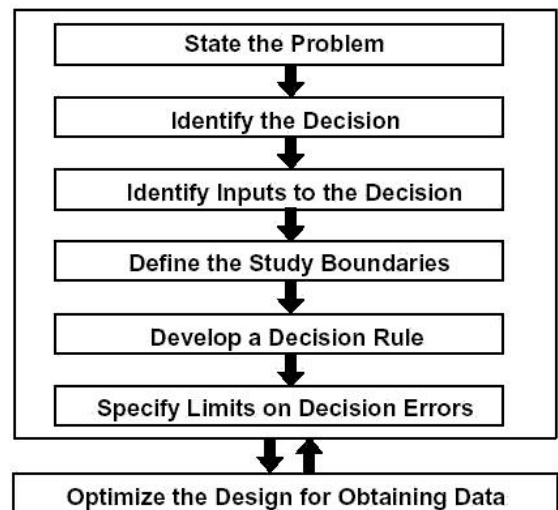 State the Problem
Identify the Decision
Identify Inputs to the Decision
Define the Study Boundaries
Develop a Decision Rule
Specify Limits on Decision Errors
Optimize the Design for Obtaining Data